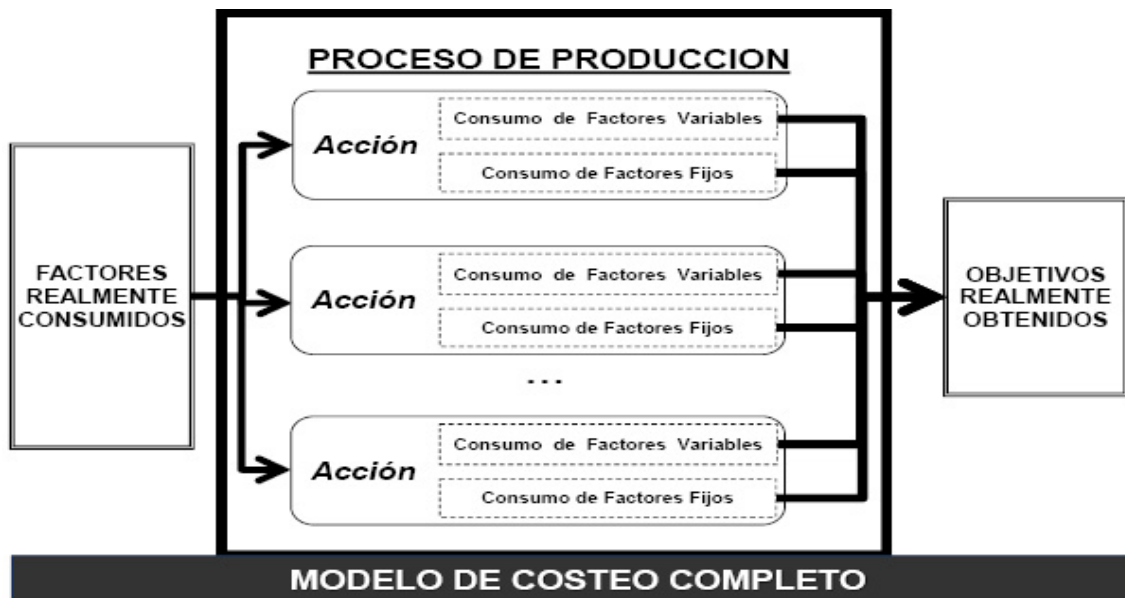 PROCESO DE PRODUCCION
FACTORES
REALMENTE
CONSUMIDOS
Acción
Consumo de Factores Variables
Consumo de Factores Fijos
Acción
Consumo de Factores Variables
Consumo de Factores Fijos
...
Acción
Consumo de Factores Variables
Consumo de Factores Fijos
OBJETIVOS
REALMENTE
OBTENIDOS
MODELO DE COSTEO COMPLETO